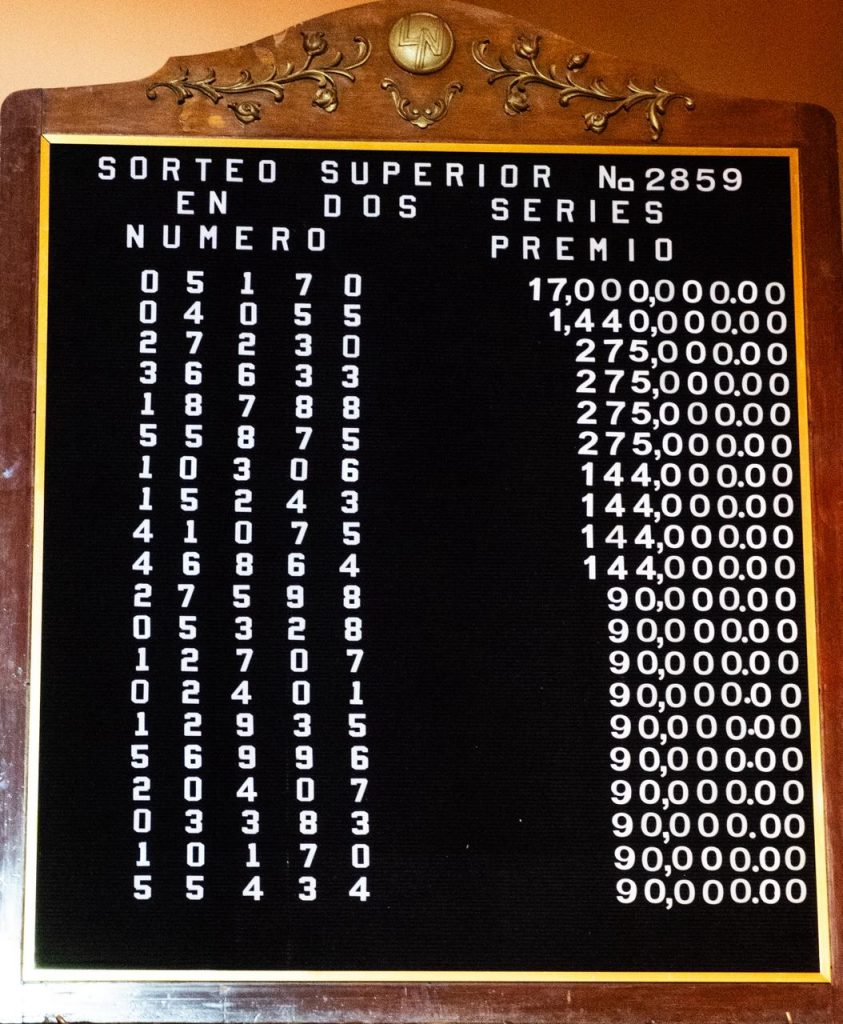 LN
SORTEO SUPERIOR No 2859
EN DOS SERIES
NUMERO PREMIO
0 5 1 7 0 17,000,000.00
0 4 0 5 5 1,440,000.00
2 7 2 3 0 275,000.00
3 6 6 3 3 275,000.00
1 8 7 8 8 275,000.00
5 5 8 7 5 275,000.00
1 0 3 0 6 144,000.00
1 5 2 4 3 144,000.00
4 1 0 7 5 144,000.00
4 6 8 6 4 144,000.00
2 7 5 9 8 90,000.00
0 5 3 2 8 90,000.00
1 2 7 0 7 90,000.00
0 2 4 0 1 90,000.00
1 2 9 3 5 90,000.00
5 6 9 9 6 90,000.00
2 0 4 0 7 90,000.00
0 3 3 8 3 90,000.00
1 0 1 7 0 90,000.00
5 5 4 3 4 90,000.00